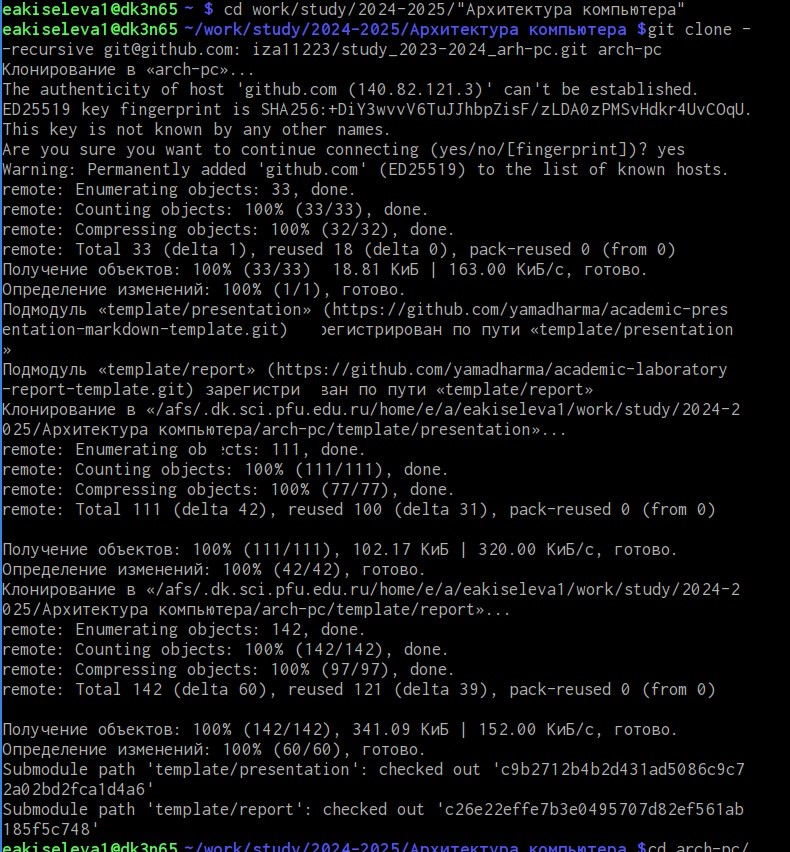 eakiseleva1@dk3n65 ~ $ cd work/study/2024-2025/"Архитектура компьютера"
eakiseleva1@dk3n65 ~/work/study/2024-2025/Архитектура компьютера $git clone -
-recursive git@github.com: iza11223/study_2023-2024_arh-pc.git arch-pc
Клонирование в «arch-pc»...
The authenticity of host 'github.com (140.82.121.3)' can't be established.
ED25519 key fingerprint is SHA256:+DiY3wvvV6TuJJhbpZisF/zLDA0zPMSvHdkr4UvCOqU.
This key is not known by any other names.
Are you sure you want to continue connecting (yes/no/[fingerprint])? yes
Warning: Permanently added 'github.com' (ED25519) to the list of known hosts.
remote: Enumerating objects: 33, done.
remote: Counting objects: 100% (33/33), done.
remote: Compressing objects: 100% (32/32), done.
remote: Total 33 (delta 1), reused 18 (delta 0), pack-reused 0 (from 0)
Получение объектов: 100% (33/33)  18.81 КиБ | 163.00 КиБ/с, готово.
Определение изменений: 100% (1/1), готово.
Подмодуль «template/presentation» (https://github.com/yamadharma/academic-pres
entation-markdown-template.git) регистрирован по пути «template/presentation
»
Подмодуль «template/report» (https://github.com/yamadharma/academic-laboratory
-report-template.git) зарегистри ван по пути «template/report»
Клонирование в «/afs/.dk.sci.pfu.edu.ru/home/e/a/eakiseleva1/work/study/2024-2
025/Архитектура компьютера/arch-pc/template/presentation»...
remote: Enumerating ob cts: 111, done.
remote: Counting objects: 100% (111/111), done.
remote: Compressing objects: 100% (77/77), done.
remote: Total 111 (delta 42), reused 100 (delta 31), pack-reused 0 (from 0)
Получение объектов: 100% (111/111), 102.17 КиБ | 320.00 КиБ/с, готово.
Определение изменений: 100% (42/42), готово.
Клонирование в «/afs/.dk.sci.pfu.edu.ru/home/e/a/eakiseleva1/work/study/2024-2
025/Архитектура компьютера/arch-pc/template/report»...
remote: Enumerating objects: 142, done.
remote: Counting objects: 100% (142/142), done.
remote: Compressing objects: 100% (97/97), done.
remote: Total 142 (delta 60), reused 121 (delta 39), pack-reused 0 (from 0)
Получение объектов: 100% (142/142), 341.09 КиБ | 152.00 КиБ/с, готово.
Определение изменений: 100% (60/60), готово.
Submodule path 'template/presentation': checked out 'c9b2712b4b2d431ad5086c9c7
2a02bd2fca1d4a6'
Submodule path 'template/report': checked out 'c26e22effe7b3e0495707d82ef561ab
185f5c748'
eakiseleva1@dk3n65 ~/work/study/2024-2025/Архитектура компьютера $cd arch-pc/